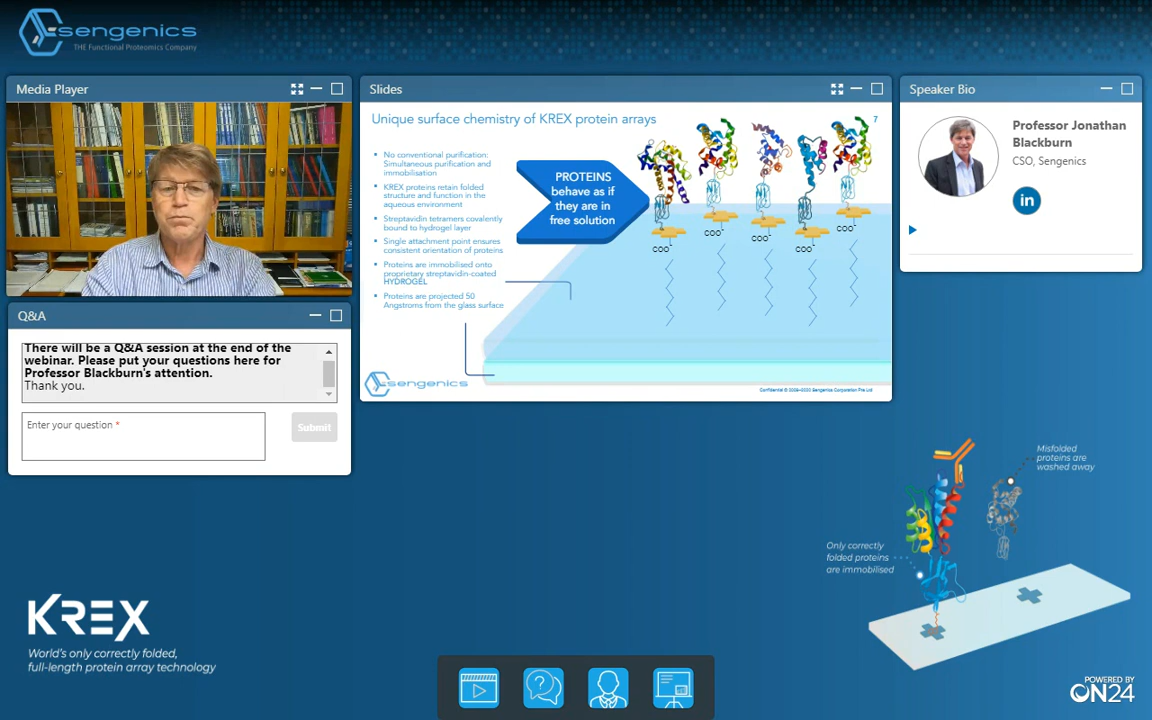 sengenics
THE Functional Proteomics Company
Media Player
Slides
Unique surface chemistry of KREX protein arrays
7
No conventional purification:
Simultaneous purification and
immobilisation
KREX proteins retain folded
structure and function in the
aqueous environment
Streptavidin tetramers covalently
bound to hydrogel layer
Single attachment point ensures
consistent orientation of proteins
Proteins are immobilised onto
proprietary streptavidin-coated
HYDROGEL
Proteins are projected 50
Angstroms from the glass surface
PROTEINS
behave as if
they are in
free solution
COO⁻
COO⁻
COO⁻
COO⁻
COO⁻
sengenics
Confidential © 2006-2020 Sengenics Corporation Pte Ltd
Speaker Bio
Professor Jonathan
Blackburn
CSO, Sengenics
in
Q&A
There will be a Q&A session at the end of the
webinar. Please put your questions here for
Professor Blackburn's attention.
Thank you.
Enter your question *
Submit
Misfolded
proteins are
washed away
Only correctly
folded proteins
are immobilised
KREX
World's only correctly folded,
full-length protein array technology
POWERED BY
ON24